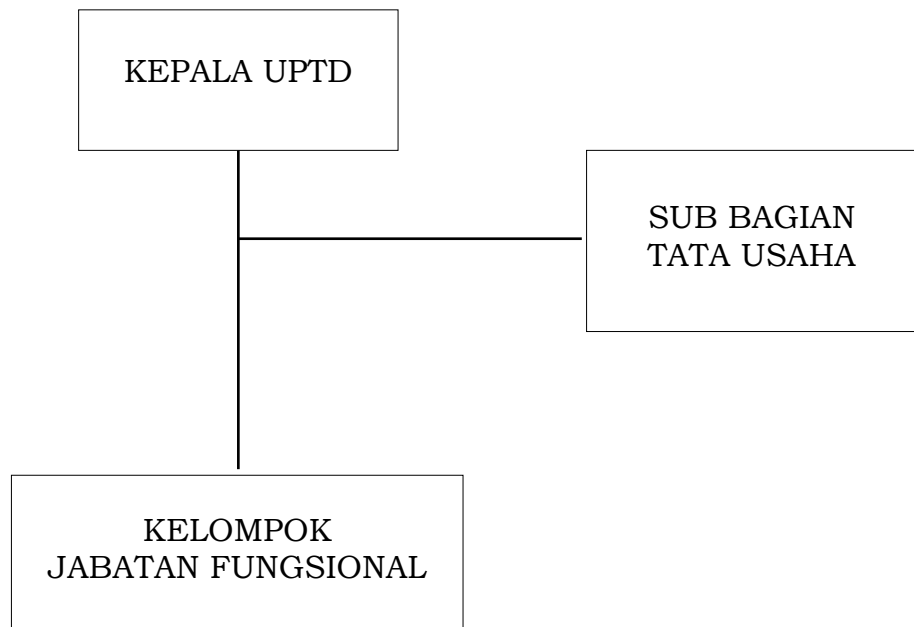 KEPALA UPTD
SUB BAGIAN
TATA USAHA
KELOMPOK
JABATAN FUNGSIONAL